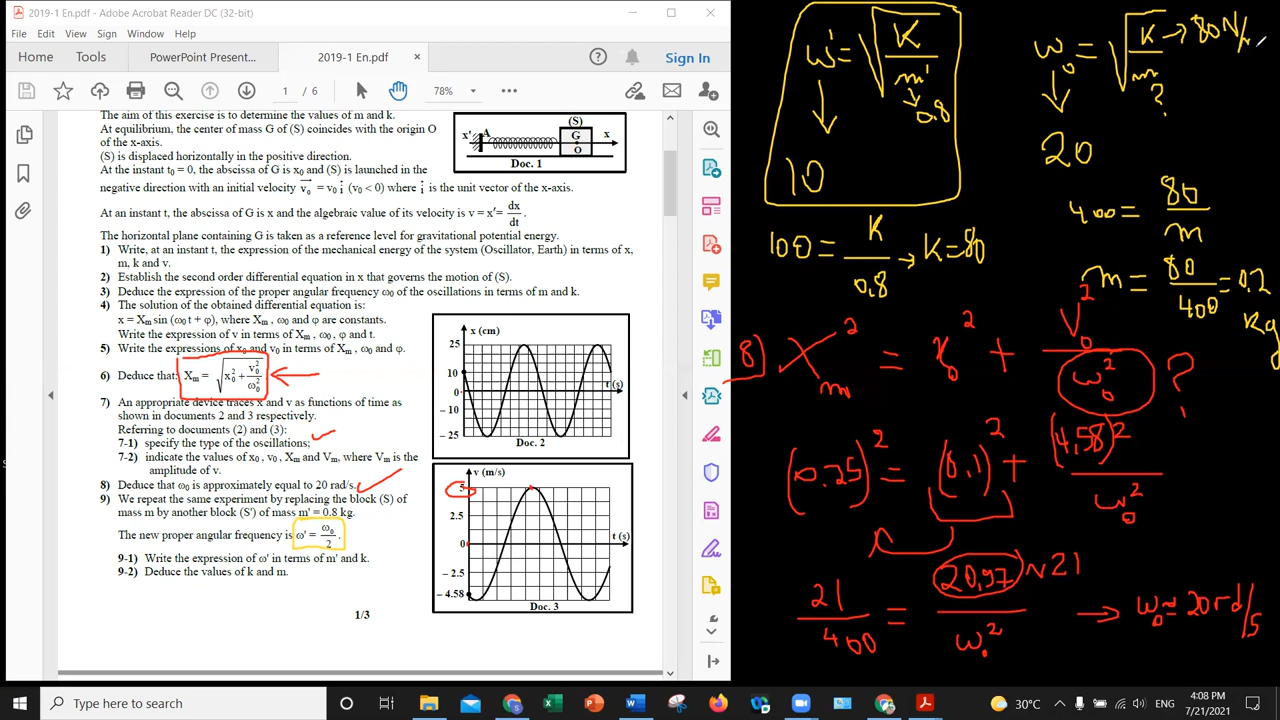 2019-1 En.pdf - Adobe Acrobat Reader DC (32-bit)
File Edit View Sign Window Help
Home Tools PowerPoint Presen... 2019-1 En.pdf × Sign In
1 / 6 78%
The aim of this exercise is to determine the values of m and k.
At equilibrium, the center of mass G of (S) coincides with the origin O
of the x-axis.
(S) is displaced horizontally in the positive direction.
At the instant t₀ = 0, the abscissa of G is x₀ and (S) is launched in the
negative direction with an initial velocity v₀ = v₀ i (v₀ < 0) where i is the unit vector of the x-axis.
At an instant t, the abscissa of G is x and the algebraic value of its velocity is v = x' = dx/dt.
The horizontal plane containing G is taken as a reference level for gravitational potential energy.
1) Write, at an instant t, the expression of the mechanical energy of the system (Oscillator, Earth) in terms of x,
m, k and v.
2) Establish the second order differential equation in x that governs the motion of (S).
3) Deduce the expression of the proper angular frequency ω₀ of the oscillations in terms of m and k.
4) The solution of the obtained differential equation is:
x = Xₘ sin (ω₀ t + φ), where Xₘ, ω₀ and φ are constants.
Write the expression of v in terms of Xₘ, ω₀, φ and t.
5) Write the expressions of x₀ and v₀ in terms of Xₘ, ω₀ and φ.
6) Deduce that: Xₘ = √(x₀² + v₀²/ω₀²)
7) An appropriate device traces x and v as functions of time as
shown in documents 2 and 3 respectively.
Referring to documents (2) and (3):
7-1) specify the type of the oscillations;
7-2) indicate the values of x₀, v₀, Xₘ and Vₘ, where Vₘ is the
amplitude of v.
8) Deduce that ω₀ is approximately equal to 20 rad/s.
9) We repeat the same experiment by replacing the block (S) of
mass m by another block (S') of mass m' = 0.8 kg.
The new proper angular frequency is ω' = ω₀/2.
9-1) Write the expression of ω' in terms of m' and k.
9-2) Deduce the values of k and m.
1/3
x' A (S) G O x
Doc. 1
x (cm)
25
10
0
- 10
- 25
t (s)
Doc. 2
v (m/s)
5
2.5
0
- 2.5
- 4.58
t (s)
Doc. 3
ω' = √(K/m') → 0.8
10
ω₀ = √(K/m) → 80 N/
?
20
400 = 80/m
100 = K/0.8 → K = 80
m = 80/400 = 0.2
Kg
8) Xm² = x₀² + V₀²/ω₀² ?
(0.25)² = (0.1)² + (4.58)²/ω₀²
21/400 = 20.97/ω₀² ~ 21 → ω₀ ≈ 20 rd/s
Type here to search
30°C ENG
4:08 PM
7/21/2021